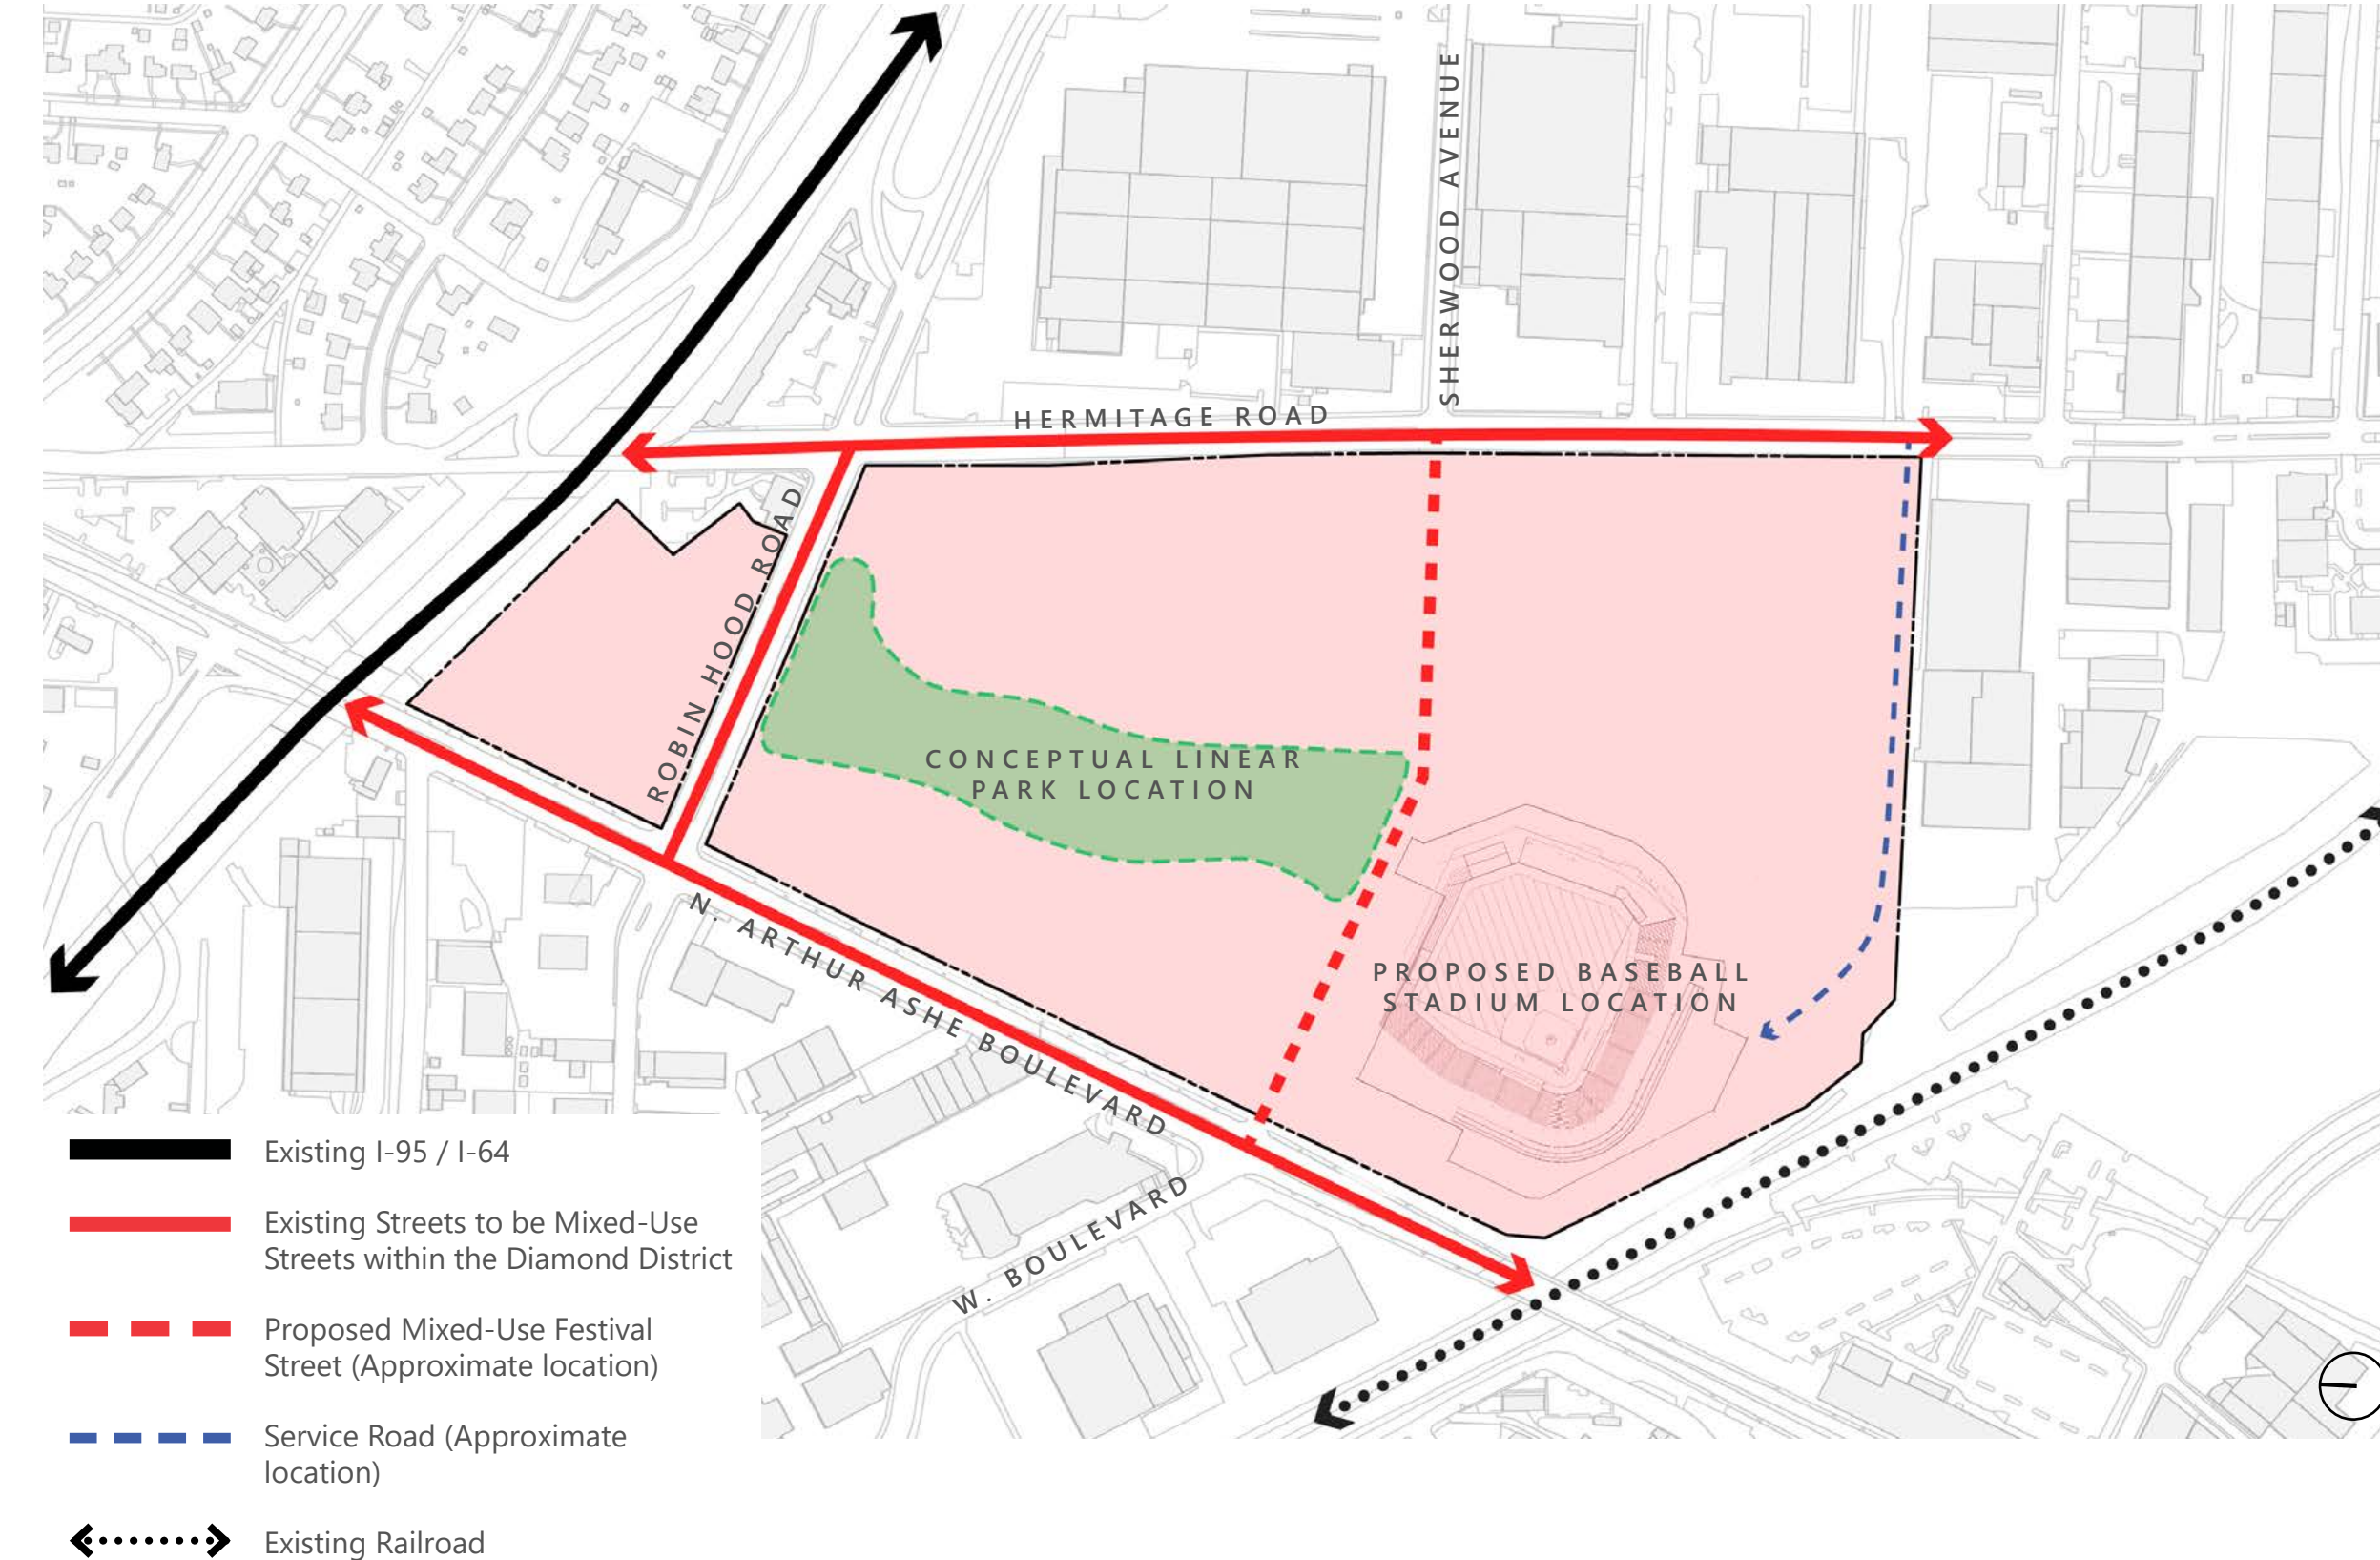 SHERWOOD AVENUE
HERMITAGE ROAD
ROBIN HOOD ROAD
CONCEPTUAL LINEAR
PARK LOCATION
PROPOSED BASEBALL
STADIUM LOCATION
N. ARTHUR ASHE BOULEVARD
W. BOULEVARD
Existing I-95 / I-64
Existing Streets to be Mixed-Use
Streets within the Diamond District
Proposed Mixed-Use Festival
Street (Approximate location)
Service Road (Approximate
location)
Existing Railroad